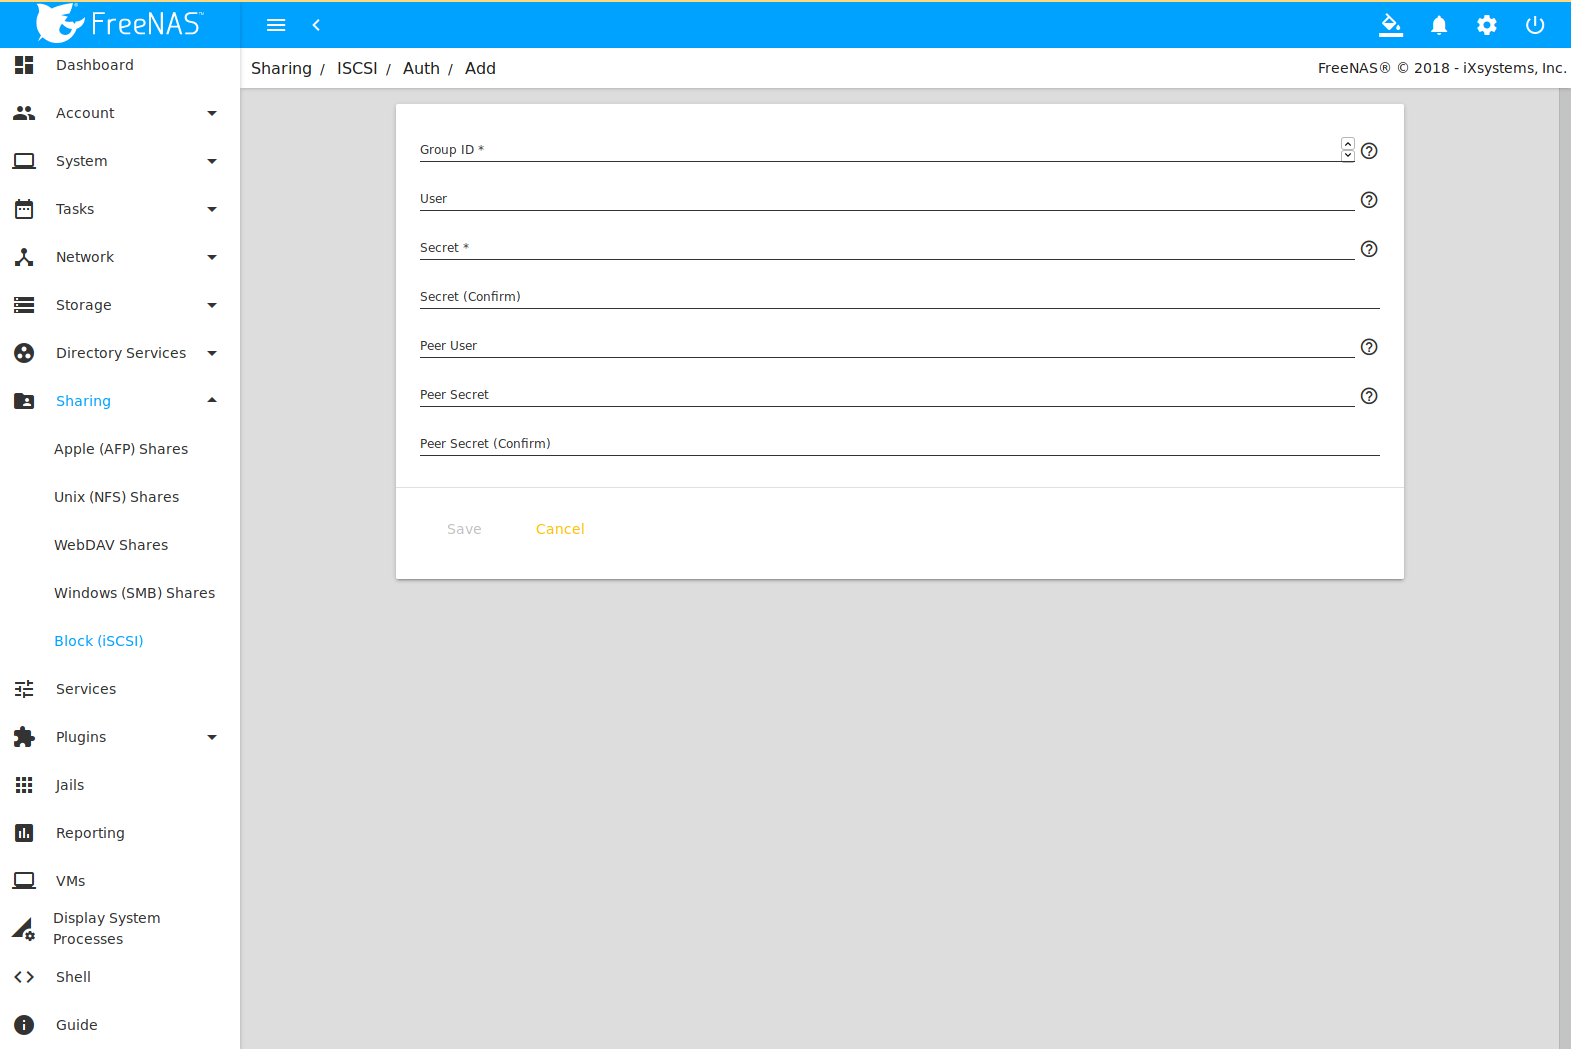 FreeNAS™
Sharing / ISCSI / Auth / Add
FreeNAS® © 2018 - iXsystems, Inc.
Dashboard
Account
System
Tasks
Network
Storage
Directory Services
Sharing
Apple (AFP) Shares
Unix (NFS) Shares
WebDAV Shares
Windows (SMB) Shares
Block (iSCSI)
Services
Plugins
Jails
Reporting
VMs
Display System
Processes
Shell
Guide
Group ID *
User
Secret *
Secret (Confirm)
Peer User
Peer Secret
Peer Secret (Confirm)
Save Cancel